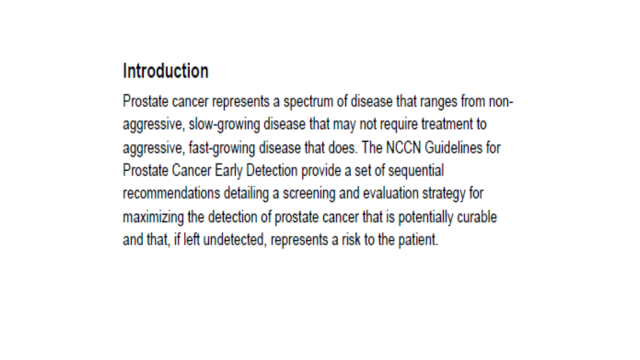 Introduction
Prostate cancer represents a spectrum of disease that ranges from non-
aggressive, slow-growing disease that may not require treatment to
aggressive, fast-growing disease that does. The NCCN Guidelines for
Prostate Cancer Early Detection provide a set of sequential
recommendations detailing a screening and evaluation strategy for
maximizing the detection of prostate cancer that is potentially curable
and that, if left undetected, represents a risk to the patient.